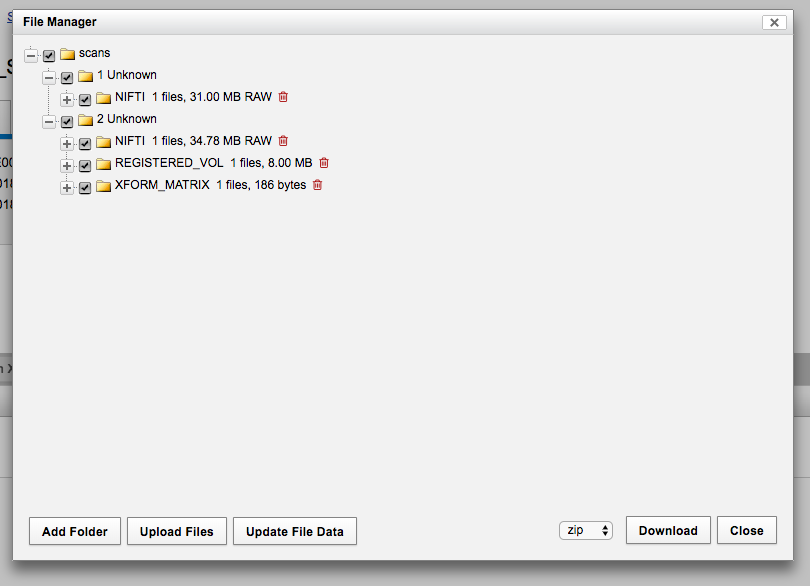 File Manager
scans
1 Unknown
NIFTI 1 files, 31.00 MB RAW
2 Unknown
NIFTI 1 files, 34.78 MB RAW
REGISTERED_VOL 1 files, 8.00 MB
XFORM_MATRIX 1 files, 186 bytes
Add Folder Upload Files Update File Data zip Download Close